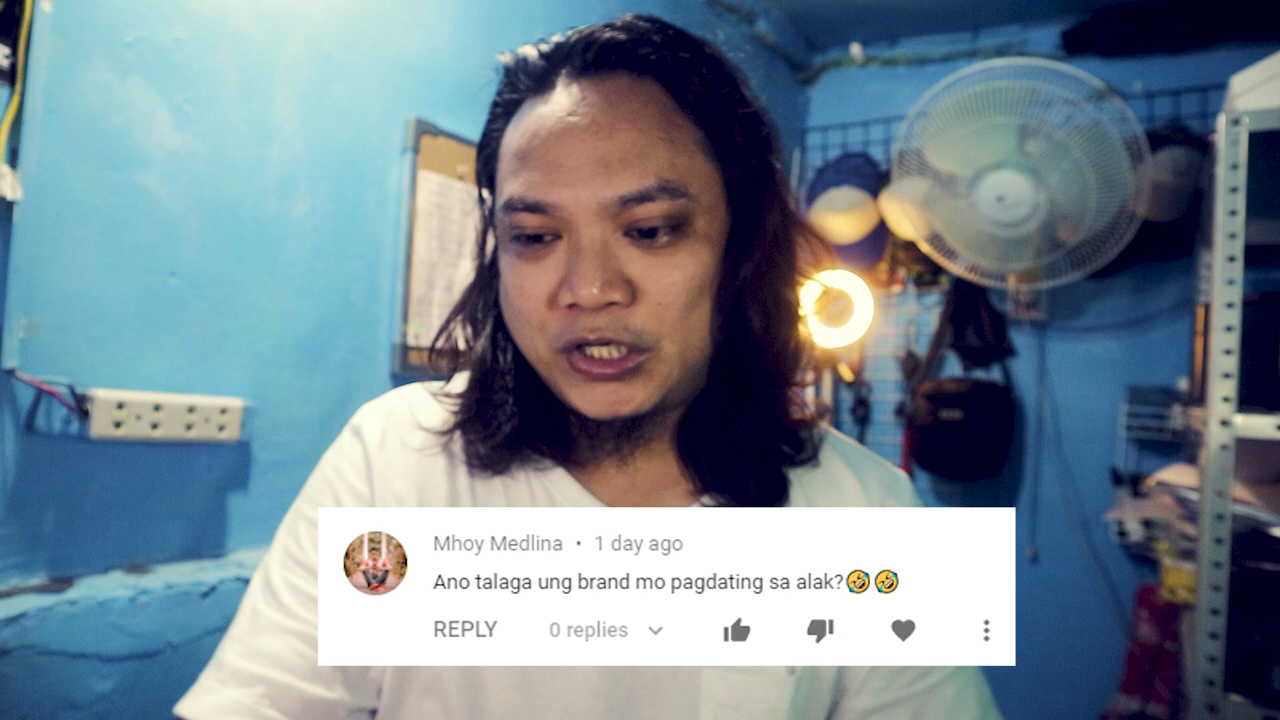 Mhoy Medlina • 1 day ago
Ano talaga ung brand mo pagdating sa alak?🤣🤣
REPLY 0 replies